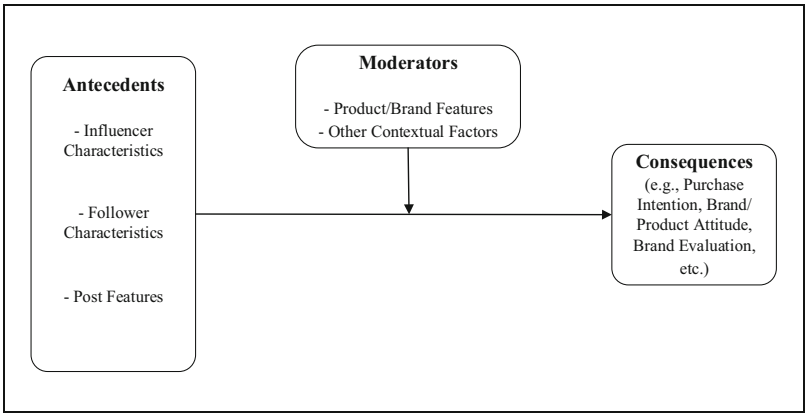 Antecedents
- Influencer
Characteristics
- Follower
Characteristics
- Post Features
Moderators
- Product/Brand Features
- Other Contextual Factors
Consequences
(e.g., Purchase
Intention, Brand/
Product Attitude,
Brand Evaluation,
etc.)